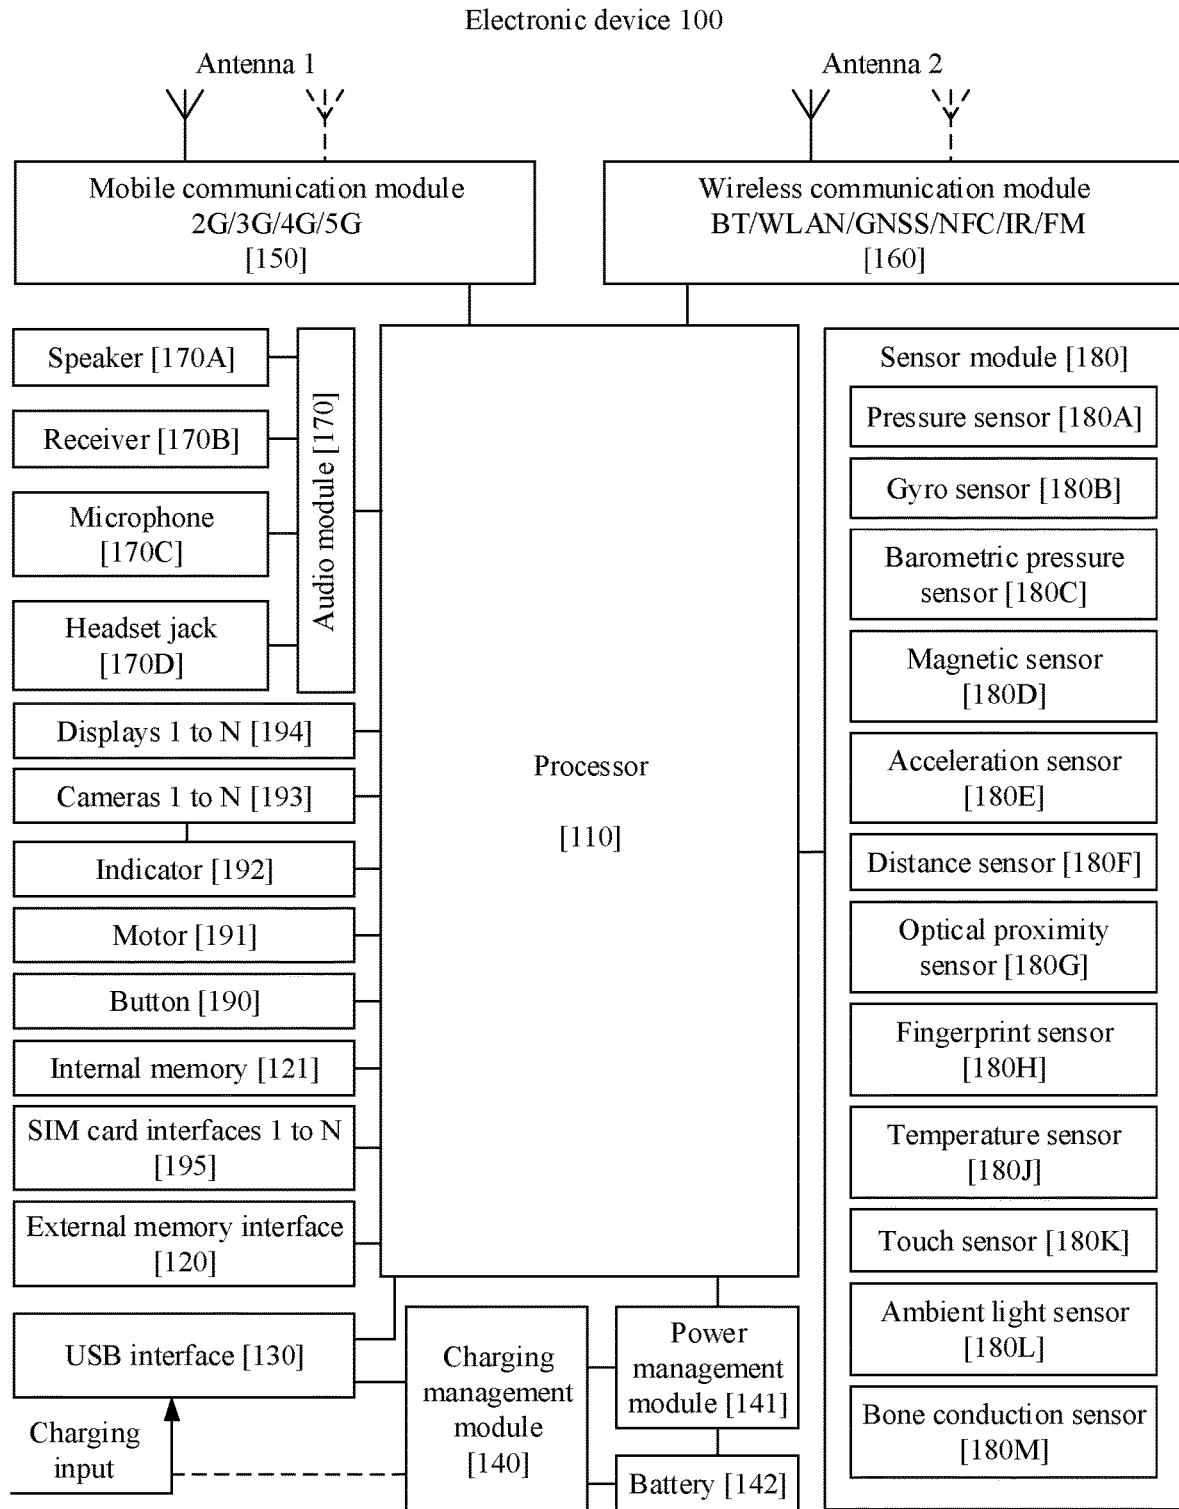 Electronic device 100
Antenna 1
Antenna 2
Mobile communication module
2G/3G/4G/5G
[150]
Wireless communication module
BT/WLAN/GNSS/NFC/IR/FM
[160]
Speaker [170A]
Receiver [170B]
Microphone
[170C]
Headset jack
[170D]
Audio module [170]
Displays 1 to N [194]
Cameras 1 to N [193]
Indicator [192]
Motor [191]
Button [190]
Internal memory [121]
SIM card interfaces 1 to N
[195]
External memory interface
[120]
USB interface [130]
Charging
input
Processor
[110]
Charging
management
module
[140]
Power
management
module [141]
Battery [142]
Sensor module [180]
Pressure sensor [180A]
Gyro sensor [180B]
Barometric pressure
sensor [180C]
Magnetic sensor
[180D]
Acceleration sensor
[180E]
Distance sensor [180F]
Optical proximity
sensor [180G]
Fingerprint sensor
[180H]
Temperature sensor
[180J]
Touch sensor [180K]
Ambient light sensor
[180L]
Bone conduction sensor
[180M]